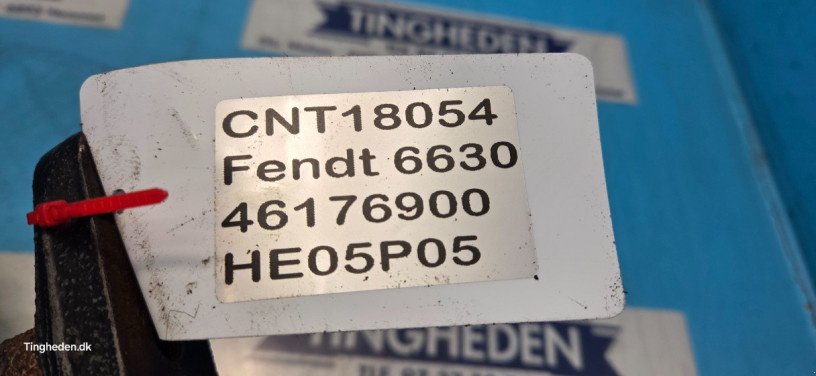 TINGHEDEN
CNT18054
Fendt 6630
46176900
HE05P05
TINGHEDEN
Tingheden.dk